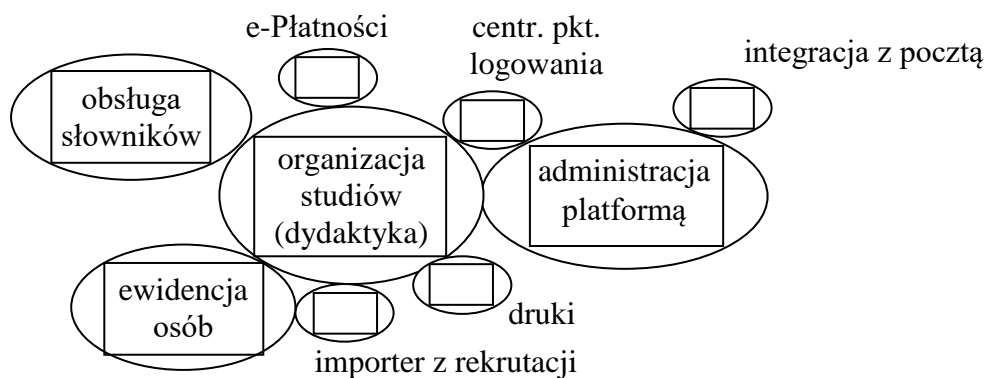 e-Płatności
centr. pkt.
logowania
integracja z pocztą
obsługa
słowników
organizacja
studiów
(dydaktyka)
administracja
platformą
ewidencja
osób
druki
importer z rekrutacji